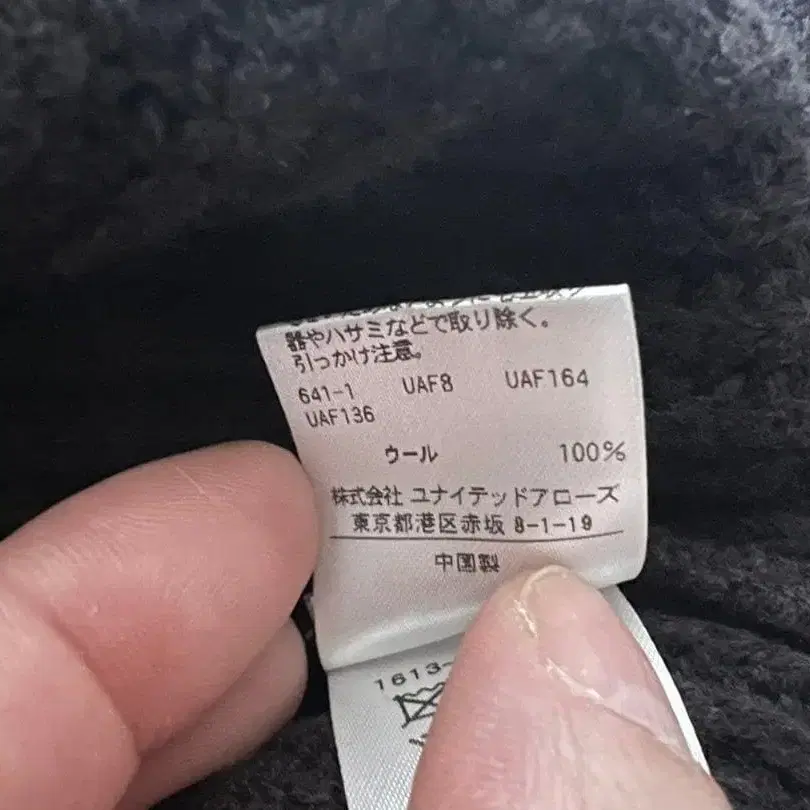 器やハサミなどで取り除く。
引っかけ注意。
641-1 UAF8 UAF164
UAF136
ウール 100%
株式会社 ユナイテッドアローズ
東京都港区赤坂 8-1-19
中国製
1613-